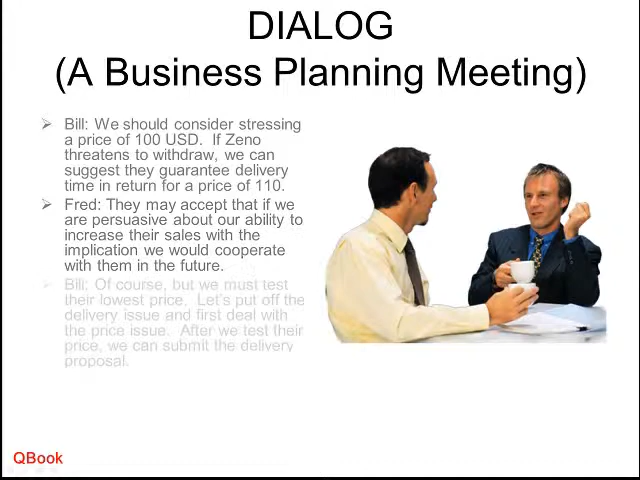 DIALOG
(A Business Planning Meeting)
Bill: We should consider stressing
a price of 100 USD. If Zeno
threatens to withdraw, we can
suggest they guarantee delivery
time in return for a price of 110.
Fred: They may accept that if we
are persuasive about our ability to
increase their sales with the
implication we would cooperate
with them in the future.
Bill: Of course, but we must test
their lowest price. Let's put off the
delivery issue and first deal with
the price issue. After we test their
price, we can submit the delivery
proposal.
QBook